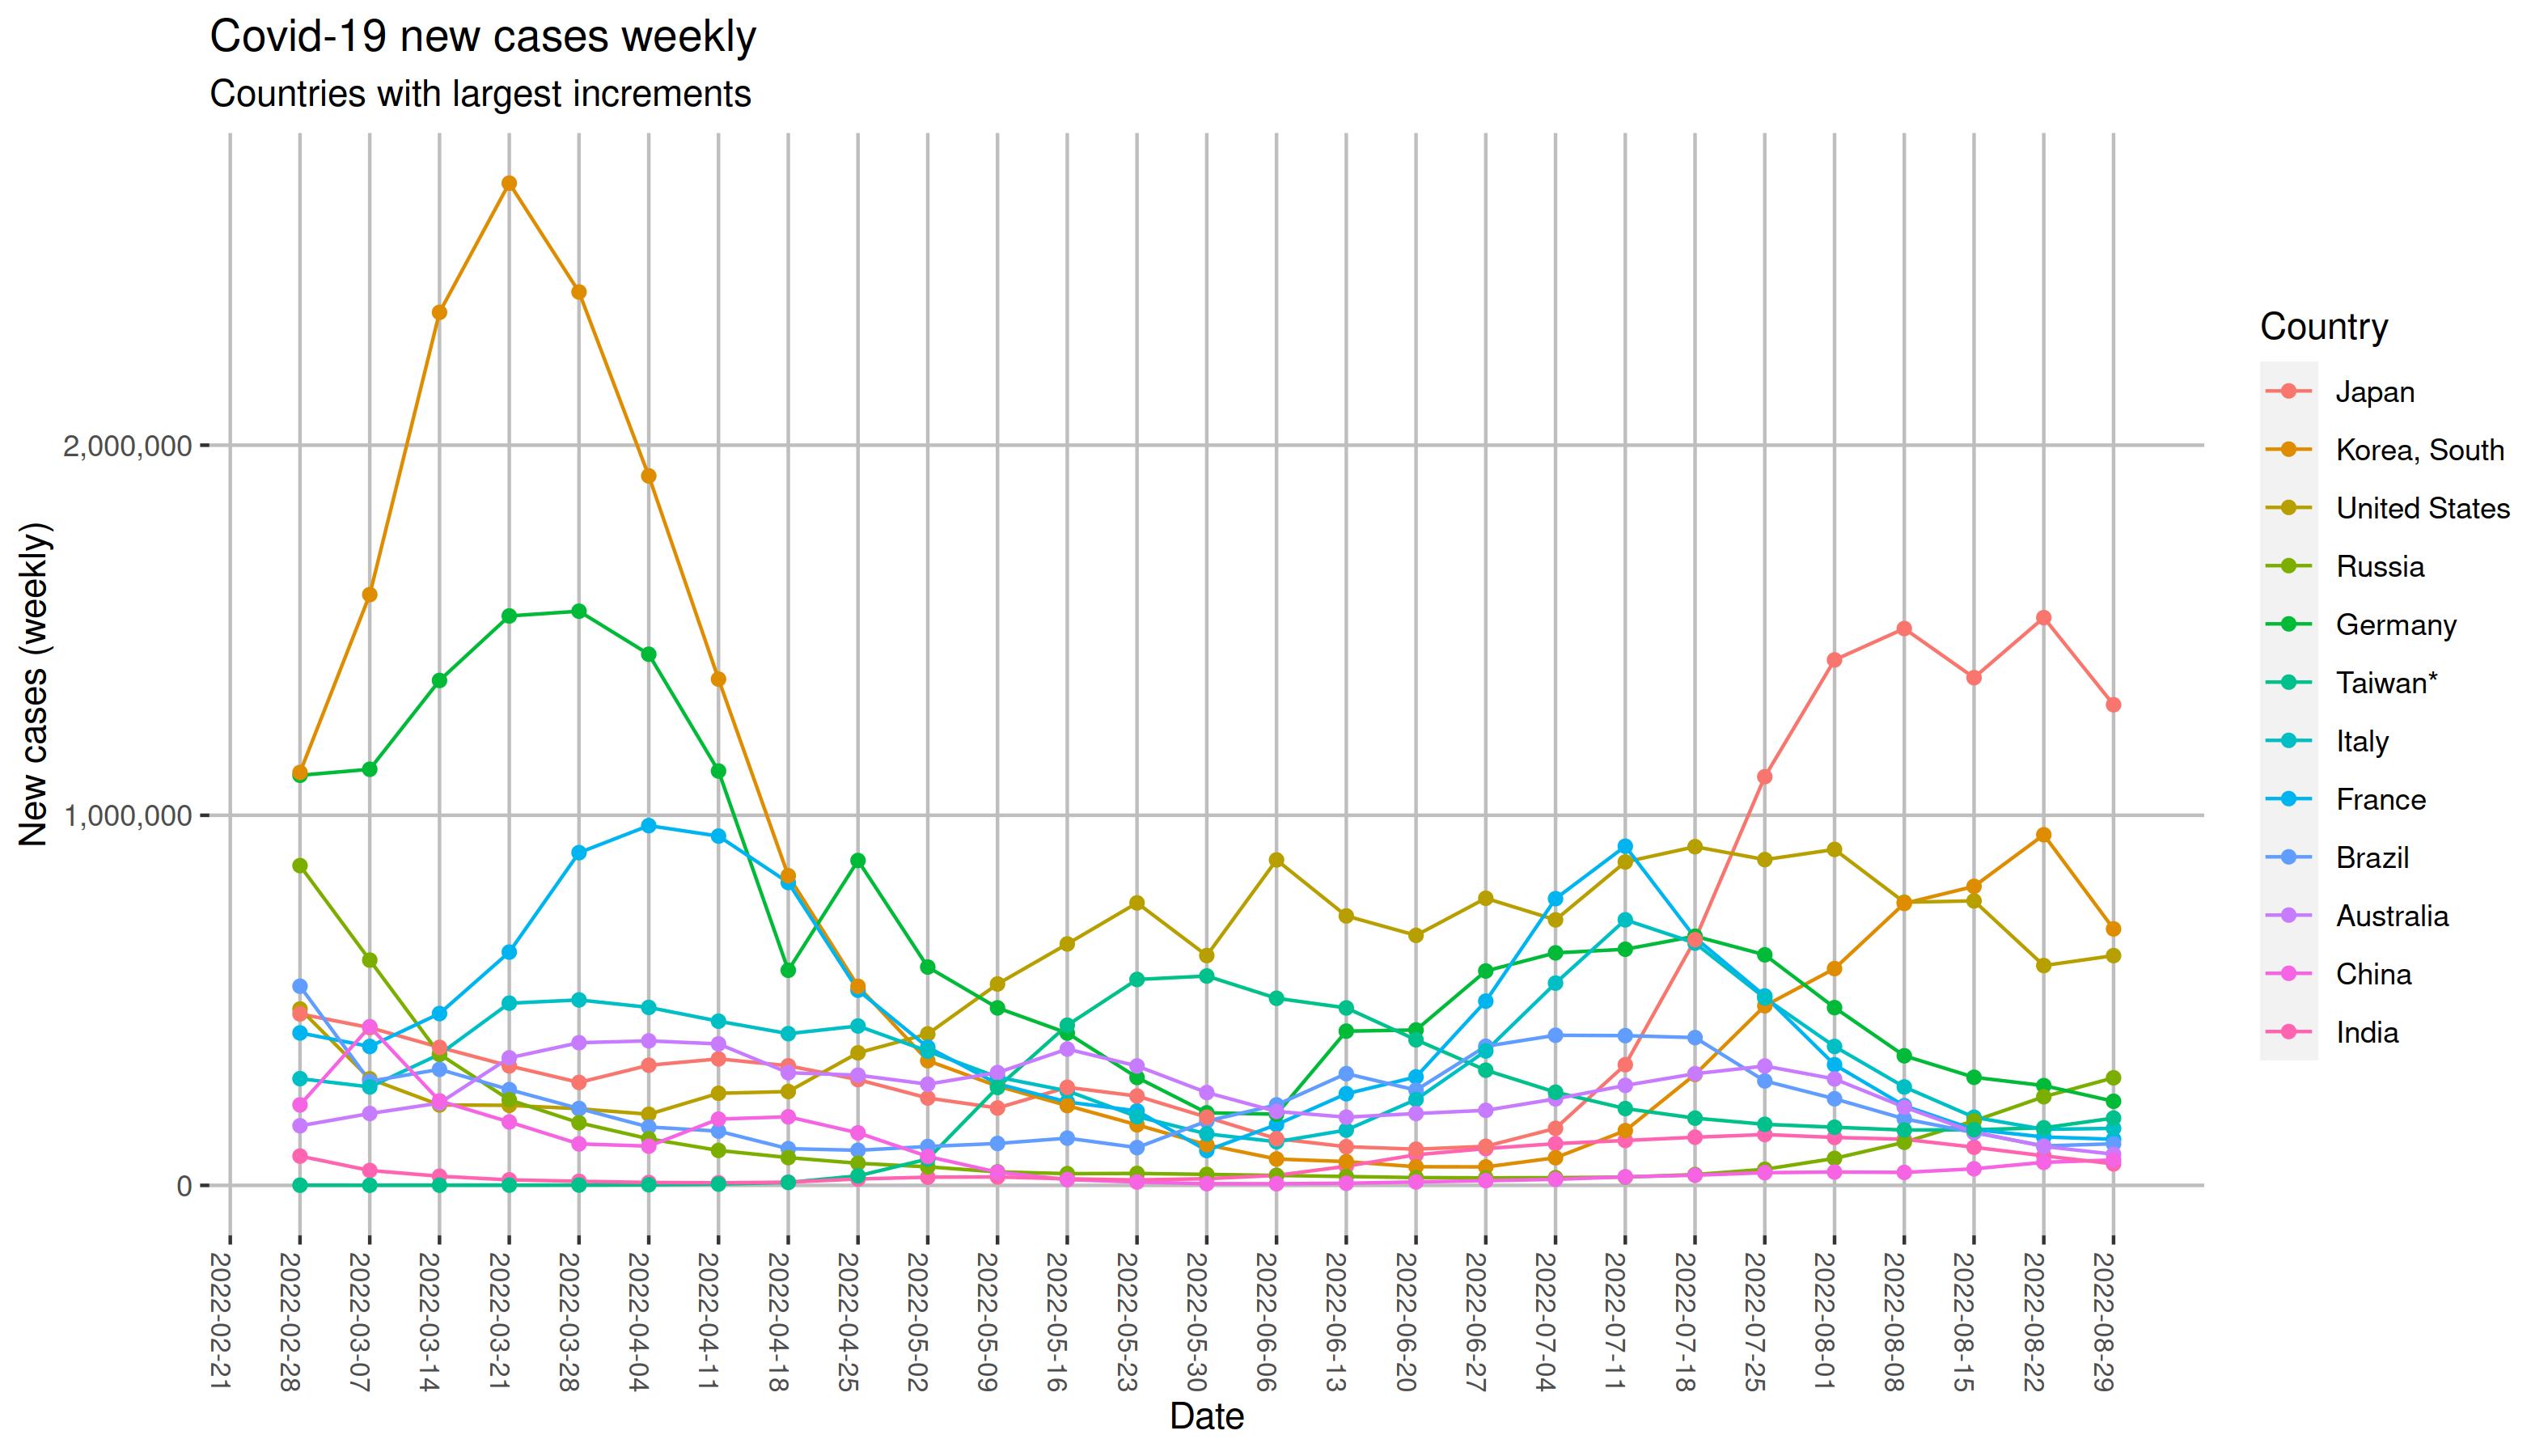 Covid-19 new cases weekly
Countries with largest increments
New cases (weekly)
2,000,000
1,000,000
0
2022-02-21
2022-02-28
2022-03-07
2022-03-14
2022-03-21
2022-03-28
2022-04-04
2022-04-11
2022-04-18
2022-04-25
2022-05-02
2022-05-09
2022-05-16
2022-05-23
2022-05-30
2022-06-06
2022-06-13
2022-06-20
2022-06-27
2022-07-04
2022-07-11
2022-07-18
2022-07-25
2022-08-01
2022-08-08
2022-08-15
2022-08-22
2022-08-29
Date
Country
Japan
Korea, South
United States
Russia
Germany
Taiwan*
Italy
France
Brazil
Australia
China
India